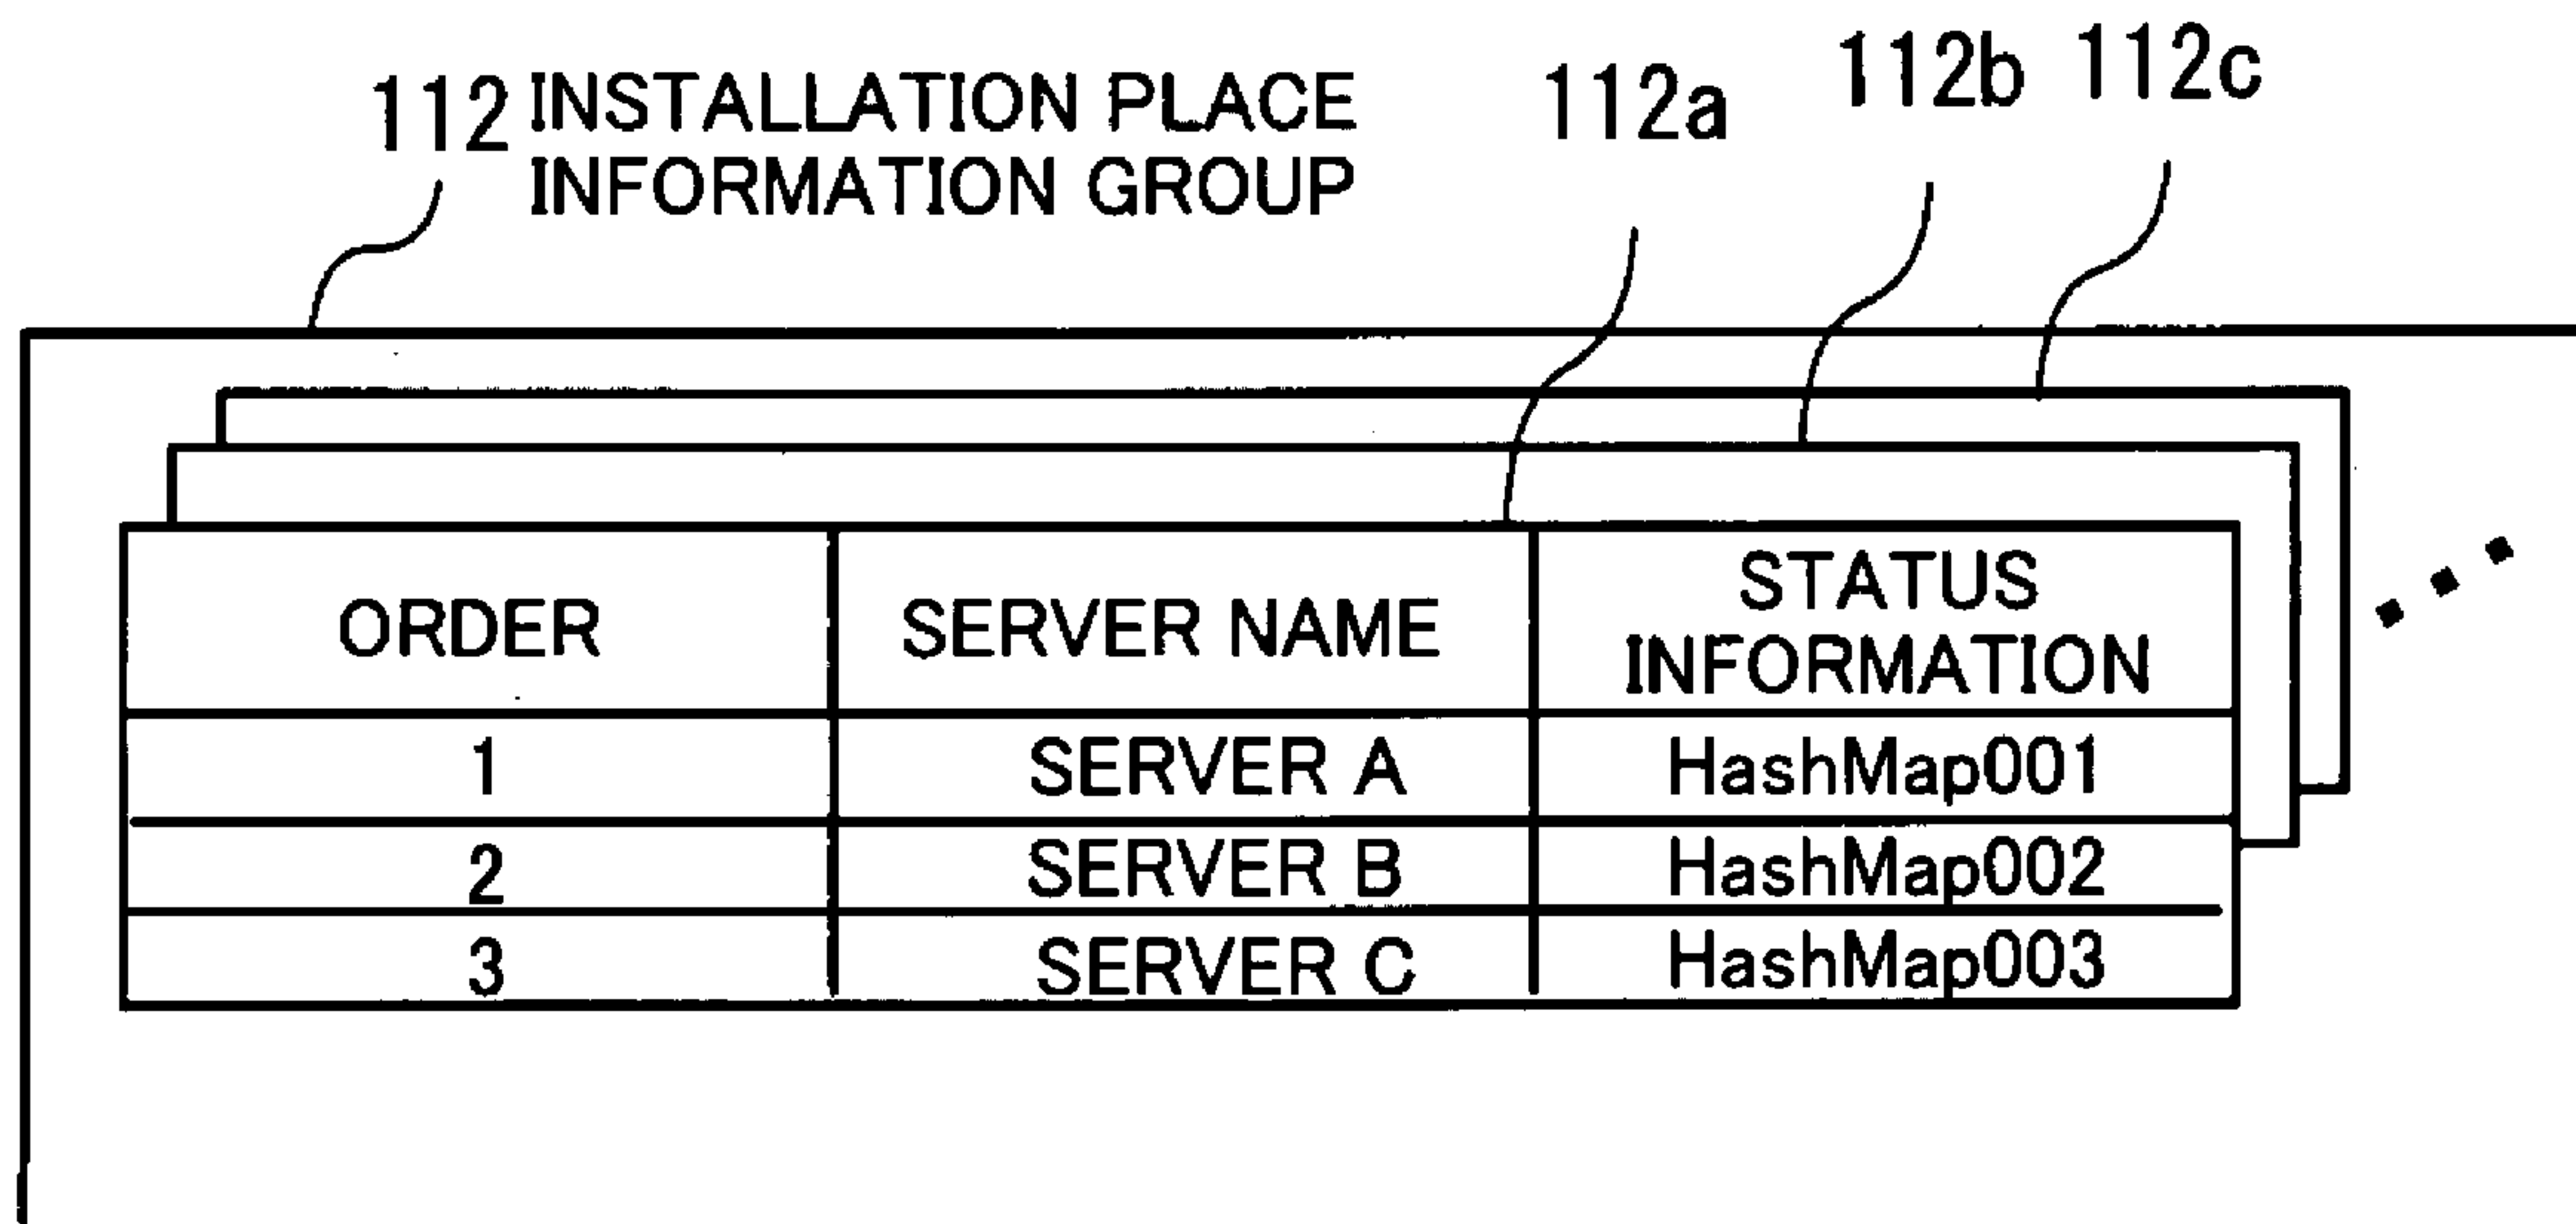 112 INSTALLATION PLACE
INFORMATION GROUP
112a 112b 112c
ORDER SERVER NAME STATUS
INFORMATION
1 SERVER A HashMap001
2 SERVER B HashMap002
3 SERVER C HashMap003